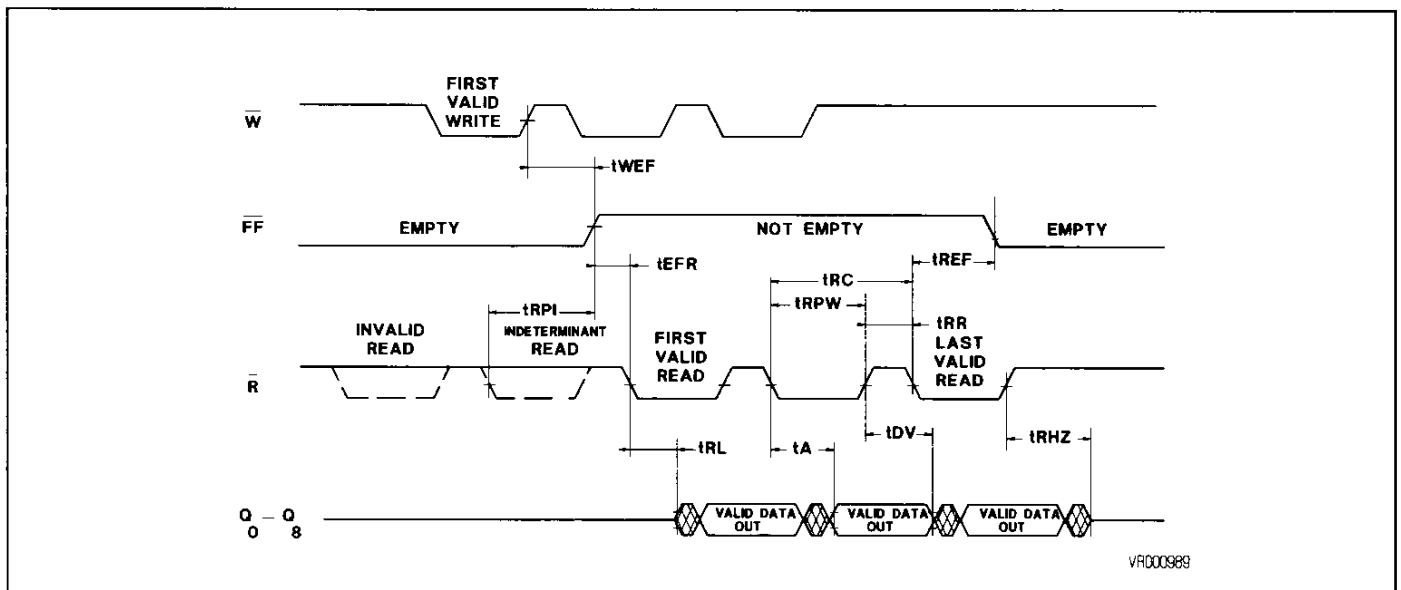 FIRST
VALID
WRITE
W
tWEF
FF
EMPTY
NOT EMPTY
EMPTY
tEFR
tREF
tRC
tRPI
tRPW
tRR
INVALID
READ
INDETERMINANT
READ
FIRST
VALID
READ
LAST
VALID
READ
R
tRL
tA
tDV
tRHZ
Q – Q
0 8
VALID DATA
OUT
VALID DATA
OUT
VALID DATA
OUT
VR000989